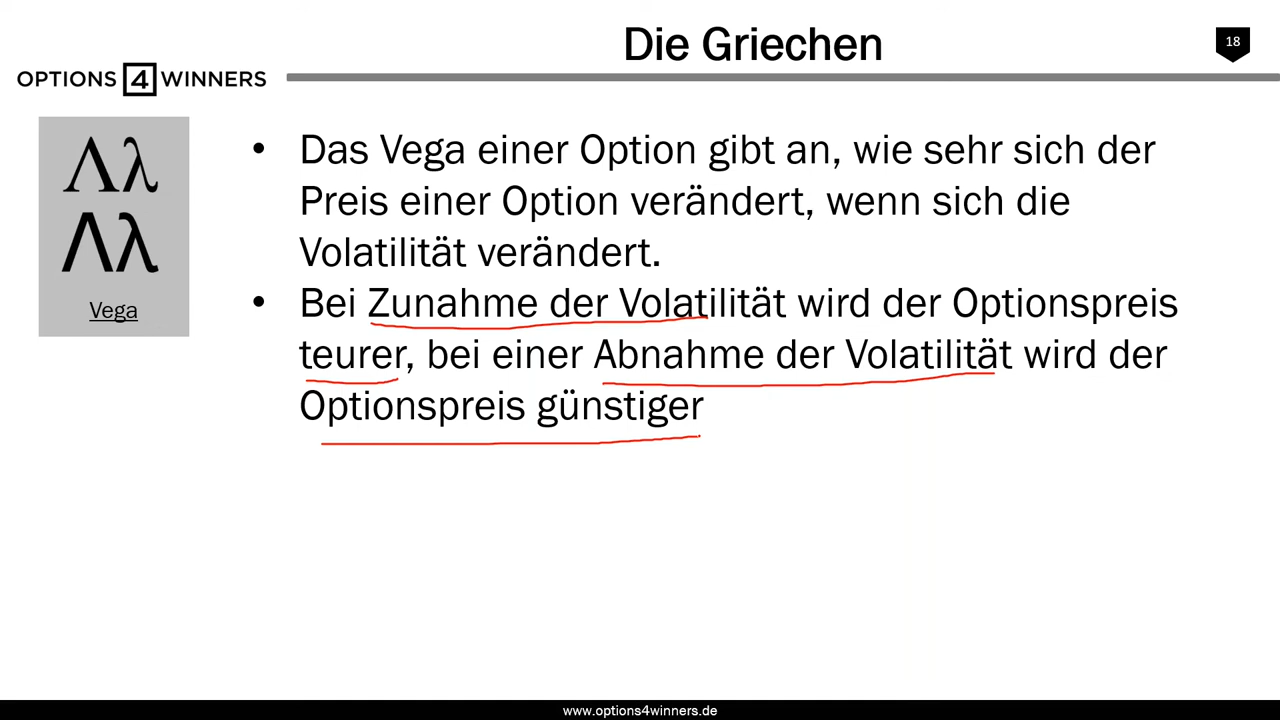 Die Griechen
18
OPTIONS 4 WINNERS
Λλ
Λλ
Vega
• Das Vega einer Option gibt an, wie sehr sich der
Preis einer Option verändert, wenn sich die
Volatilität verändert.
• Bei Zunahme der Volatilität wird der Optionspreis
teurer, bei einer Abnahme der Volatilität wird der
Optionspreis günstiger
www.options4winners.de